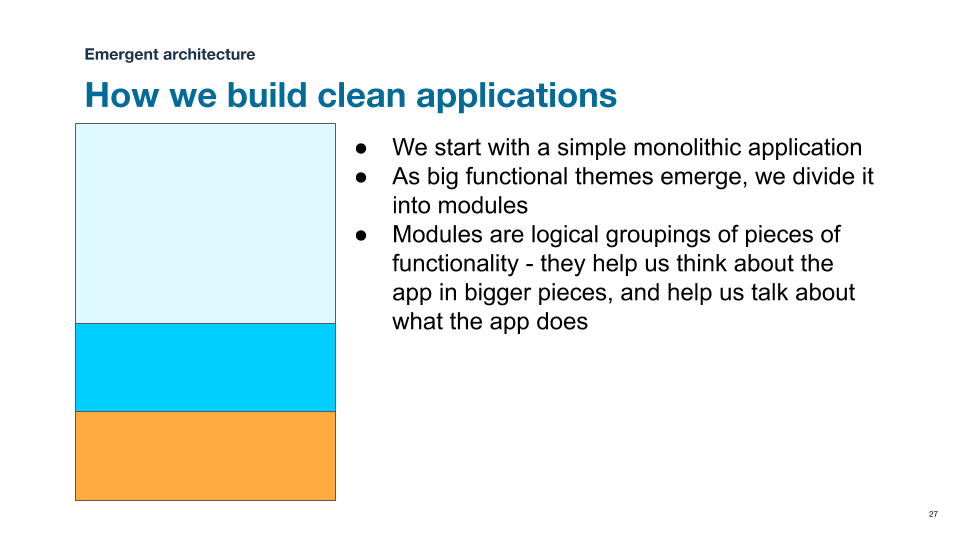 Emergent architecture
How we build clean applications
● We start with a simple monolithic application
● As big functional themes emerge, we divide it
into modules
● Modules are logical groupings of pieces of
functionality - they help us think about the
app in bigger pieces, and help us talk about
what the app does
27